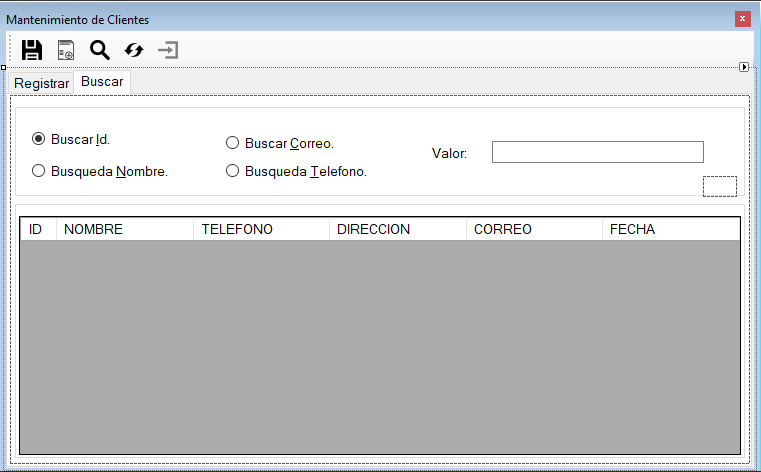 Mantenimiento de Clientes
Registrar Buscar
Buscar Id. Buscar Correo. Valor:
Busqueda Nombre. Busqueda Telefono.
ID NOMBRE TELEFONO DIRECCION CORREO FECHA